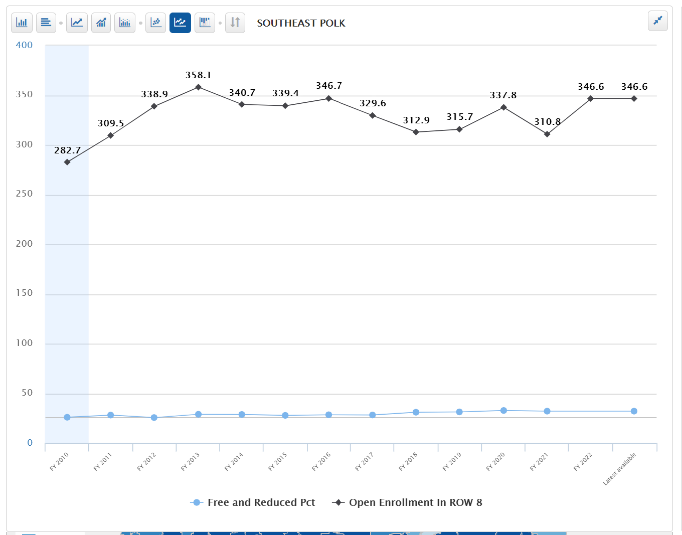 SOUTHEAST POLK
400
350
300
250
200
150
100
50
0
282.7
309.5
338.9
358.1
340.7
339.4
346.7
329.6
312.9
315.7
337.8
310.8
346.6
346.6
FY 2010
FY 2011
FY 2012
FY 2013
FY 2014
FY 2015
FY 2016
FY 2017
FY 2018
FY 2019
FY 2020
FY 2021
FY 2022
Latest available
Free and Reduced Pct
Open Enrollment In ROW 8